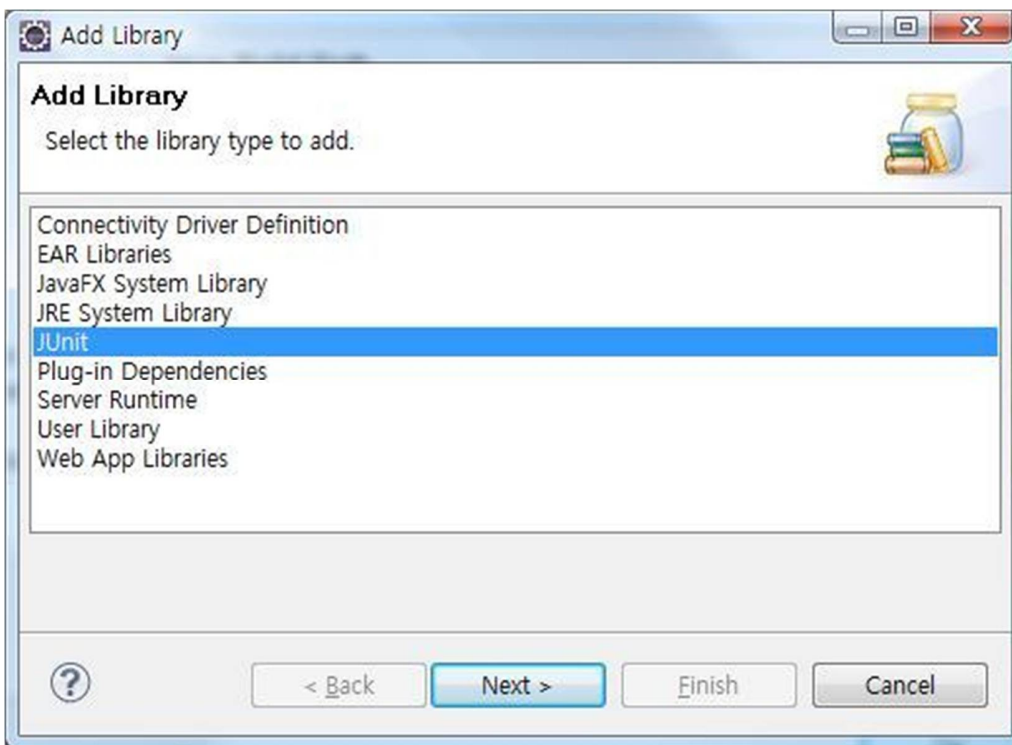 Add Library
Add Library
Select the library type to add.
Connectivity Driver Definition
EAR Libraries
JavaFX System Library
JRE System Library
JUnit
Plug-in Dependencies
Server Runtime
User Library
Web App Libraries
?
< Back
Next >
Finish
Cancel